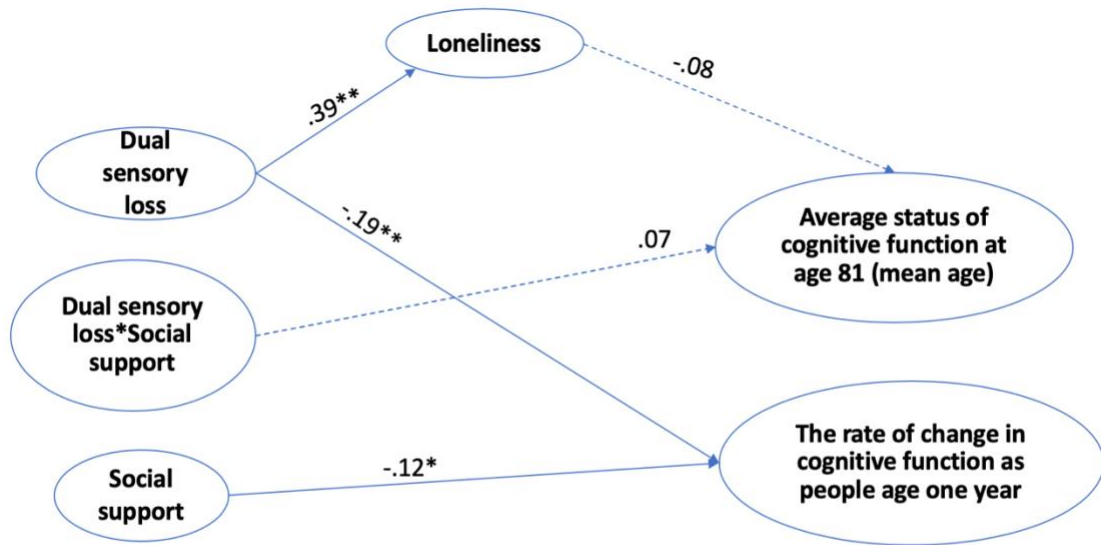 Loneliness
-.08
.39**
Dual
sensory
loss
-.19**
.07
Average status of
cognitive function at
age 81 (mean age)
Dual sensory
loss*Social
support
The rate of change in
cognitive function as
people age one year
-.12*
Social
support